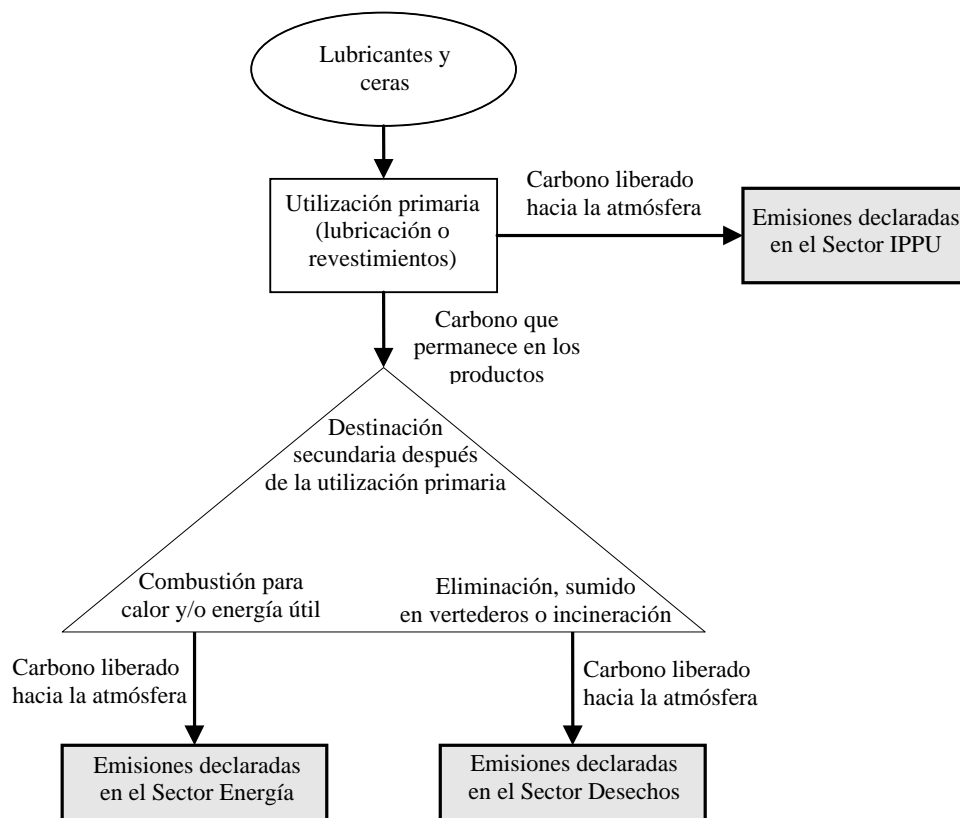 Lubricantes y
ceras
Utilización primaria
(lubricación o
revestimientos)
Carbono liberado
hacia la atmósfera
Emisiones declaradas
en el Sector IPPU
Carbono que
permanece en los
productos
Destinación
secundaria después
de la utilización primaria
Combustión para
calor y/o energía útil
Eliminación, sumido
en vertederos o incineración
Carbono liberado
hacia la atmósfera
Carbono liberado
hacia la atmósfera
Emisiones declaradas
en el Sector Energía
Emisiones declaradas
en el Sector Desechos